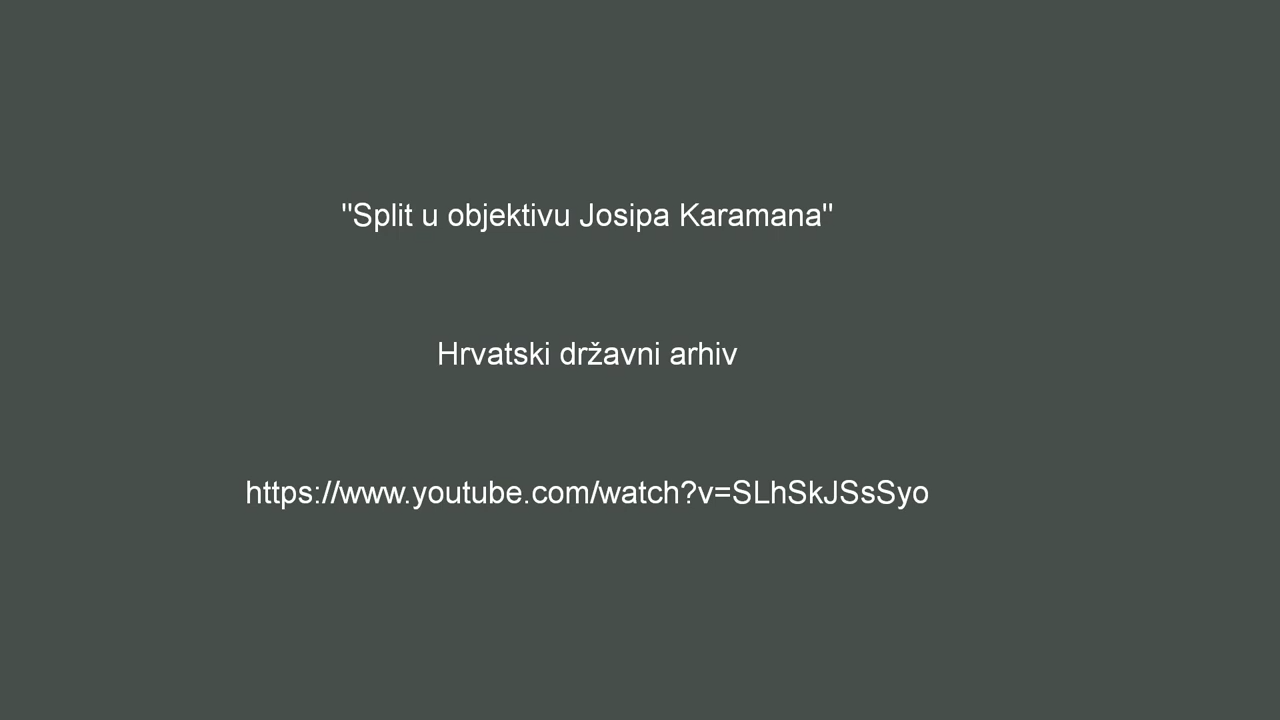 "Split u objektivu Josipa Karamana"
Hrvatski državni arhiv
https://www.youtube.com/watch?v=SLhSkJSsSyo